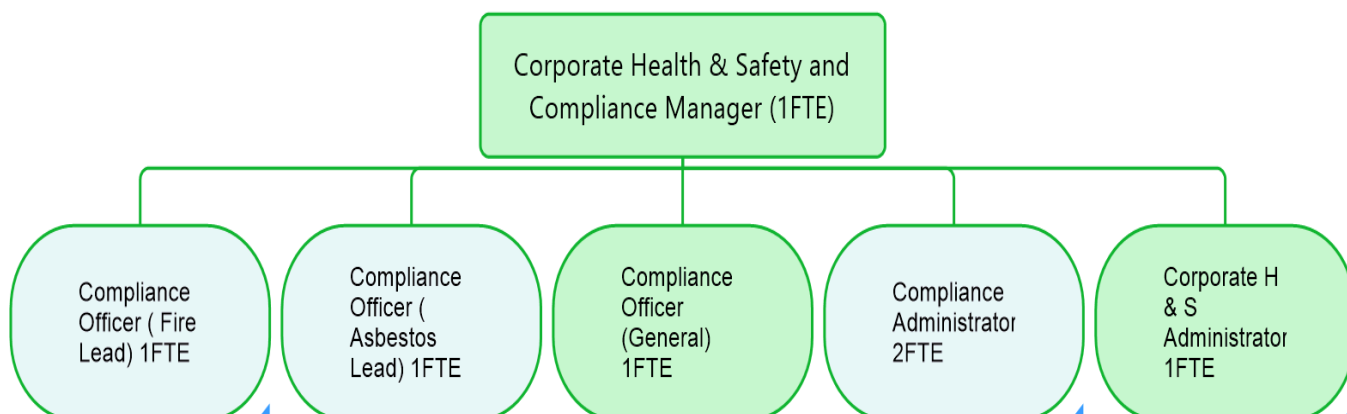 Corporate Health & Safety and
Compliance Manager (1FTE)
Compliance
Officer ( Fire
Lead) 1FTE
Compliance
Officer (
Asbestos
Lead) 1FTE
Compliance
Officer
(General)
1FTE
Compliance
Administrator
2FTE
Corporate H
& S
Administrator
1FTE